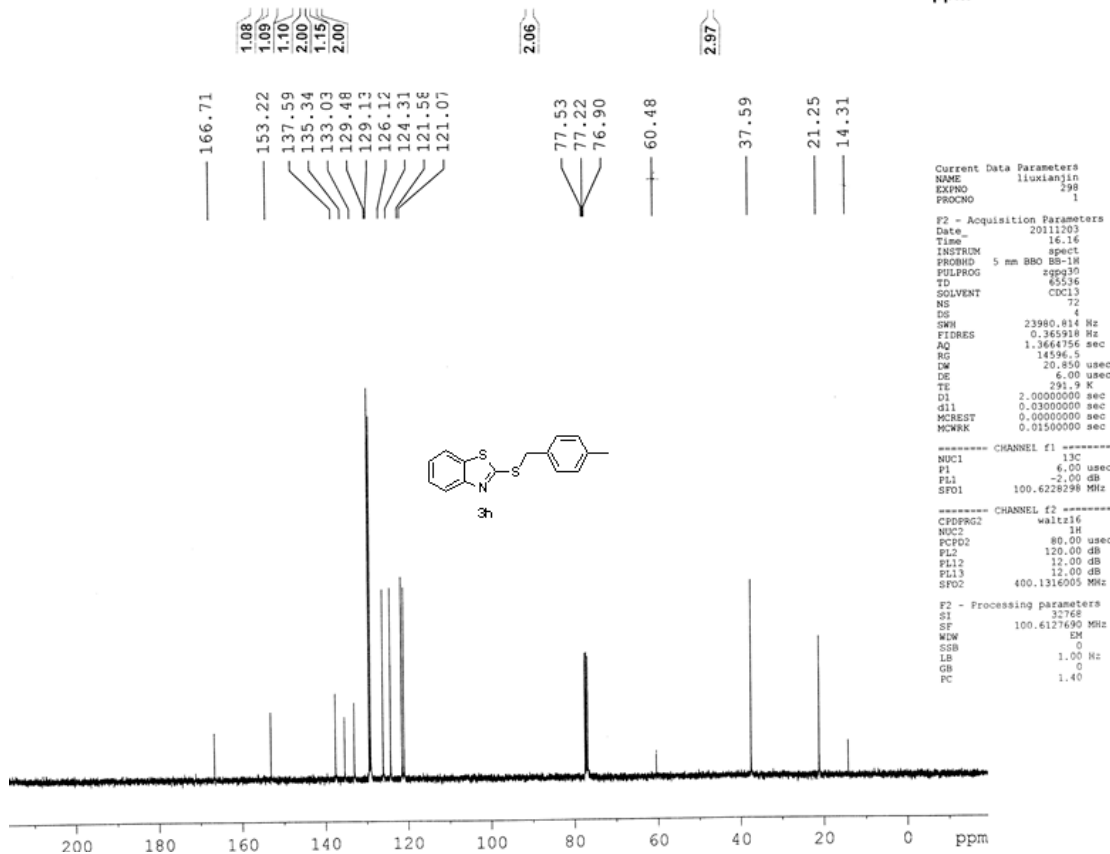 1.08
1.09
1.10
2.00
1.15
2.00
2.06
2.97
166.71
153.22
137.59
135.34
133.03
129.48
129.13
126.12
124.31
121.58
121.07
77.53
77.22
76.90
60.48
37.59
21.25
14.31
Current Data Parameters
NAME liuxianjin
EXPNO 298
PROCNO 1
F2 - Acquisition Parameters
Date_ 20111203
Time 16.16
INSTRUM spect
PROBHD 5 mm BBO BB-1H
PULPROG zgpg30
TD 65536
SOLVENT CDCl3
NS 72
DS 4
SWH 23980.814 Hz
FIDRES 0.365918 Hz
AQ 1.3664756 sec
RG 14596.5
DW 20.850 usec
DE 6.00 usec
TE 291.9 K
D1 2.00000000 sec
d11 0.03000000 sec
MCREST 0.00000000 sec
MCWRK 0.01500000 sec
======== CHANNEL f1 ========
NUC1 13C
P1 6.00 usec
PL1 -2.00 dB
SFO1 100.6228298 MHz
======== CHANNEL f2 ========
CPDPRG2 waltz16
NUC2 1H
PCPD2 80.00 usec
PL2 120.00 dB
PL12 12.00 dB
PL13 12.00 dB
SFO2 400.1316005 MHz
F2 - Processing parameters
SI 32768
SF 100.6127690 MHz
WDW EM
SSB 0
LB 1.00 Hz
GB 0
PC 1.40
S
S
N
3h
200 180 160 140 120 100 80 60 40 20 0 ppm